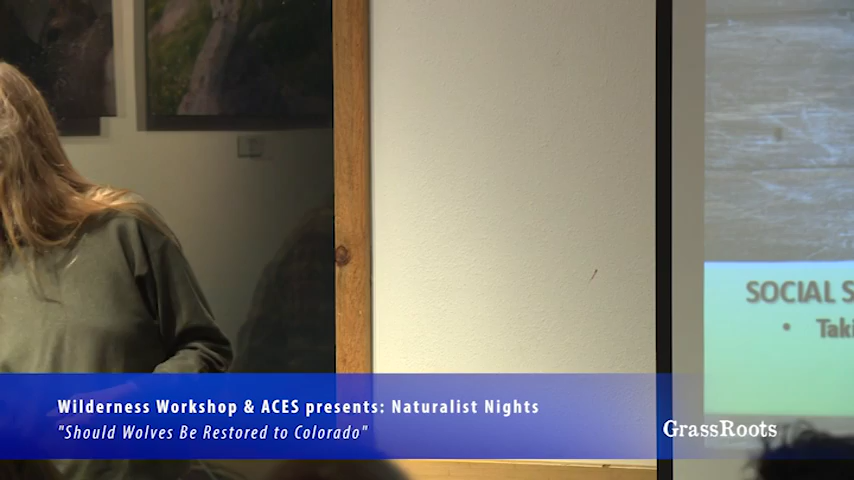 SOCIAL S
• Taki
Wilderness Workshop & ACES presents: Naturalist Nights
"Should Wolves Be Restored to Colorado"
GrassRoots